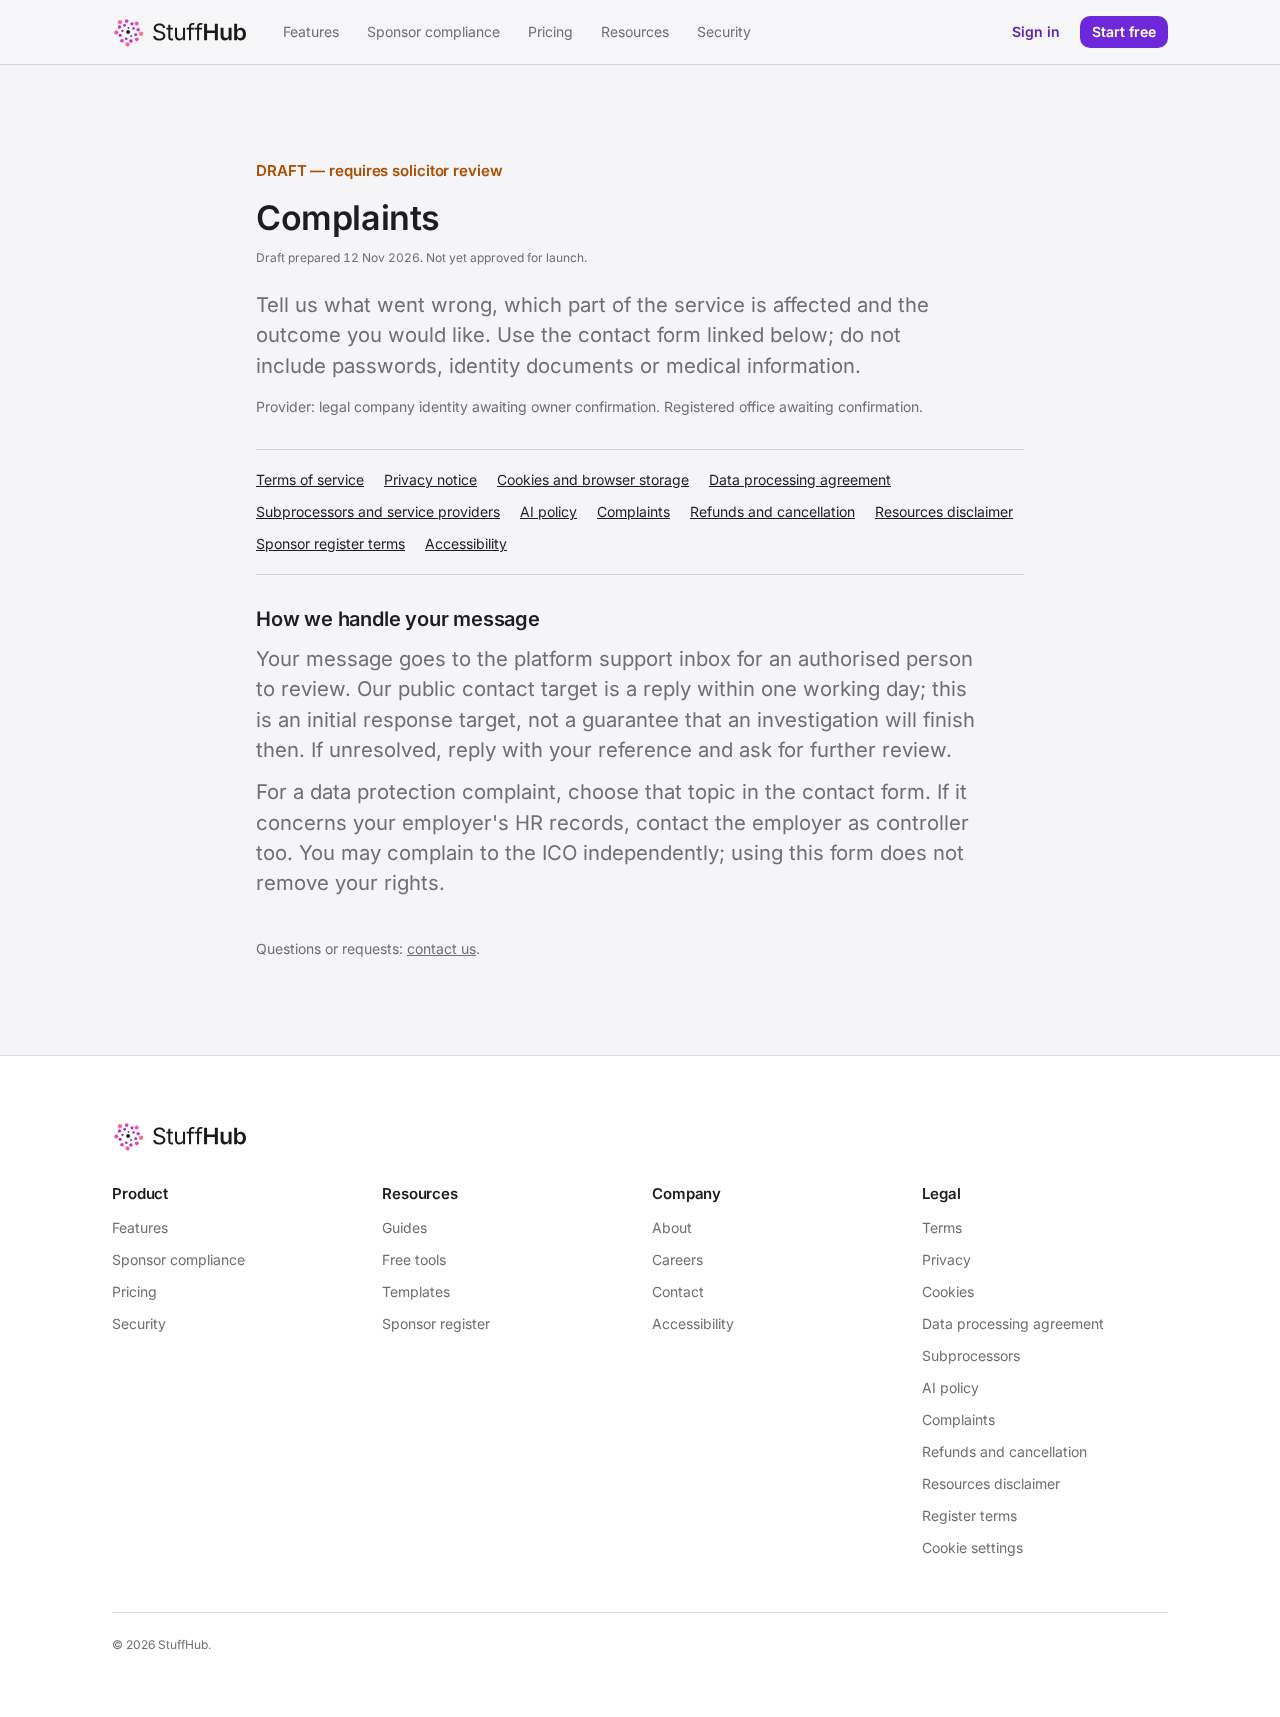 StuffHub
Features
Sponsor compliance
Pricing
Resources
Security
Sign in
Start free
DRAFT — requires solicitor review
Complaints
Draft prepared 12 Nov 2026. Not yet approved for launch.
Tell us what went wrong, which part of the service is affected and the
outcome you would like. Use the contact form linked below; do not
include passwords, identity documents or medical information.
Provider: legal company identity awaiting owner confirmation. Registered office awaiting confirmation.
Terms of service Privacy notice Cookies and browser storage Data processing agreement
Subprocessors and service providers AI policy Complaints Refunds and cancellation Resources disclaimer
Sponsor register terms Accessibility
How we handle your message
Your message goes to the platform support inbox for an authorised person
to review. Our public contact target is a reply within one working day; this
is an initial response target, not a guarantee that an investigation will finish
then. If unresolved, reply with your reference and ask for further review.
For a data protection complaint, choose that topic in the contact form. If it
concerns your employer's HR records, contact the employer as controller
too. You may complain to the ICO independently; using this form does not
remove your rights.
Questions or requests: contact us.
StuffHub
Product
Features
Sponsor compliance
Pricing
Security
Resources
Guides
Free tools
Templates
Sponsor register
Company
About
Careers
Contact
Accessibility
Legal
Terms
Privacy
Cookies
Data processing agreement
Subprocessors
AI policy
Complaints
Refunds and cancellation
Resources disclaimer
Register terms
Cookie settings
© 2026 StuffHub.